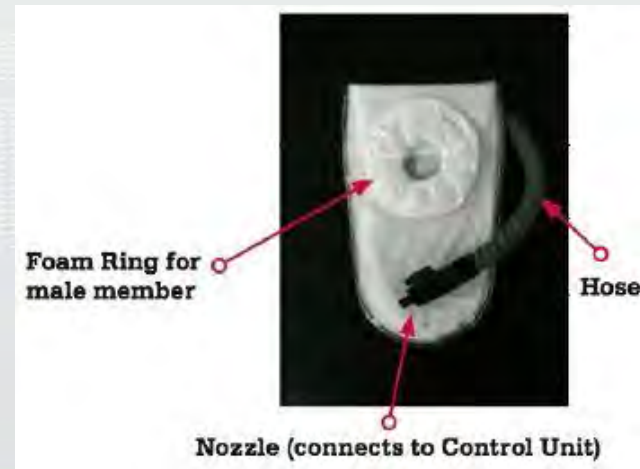 Foam Ring for
male member
Hose
Nozzle (connects to Control Unit)